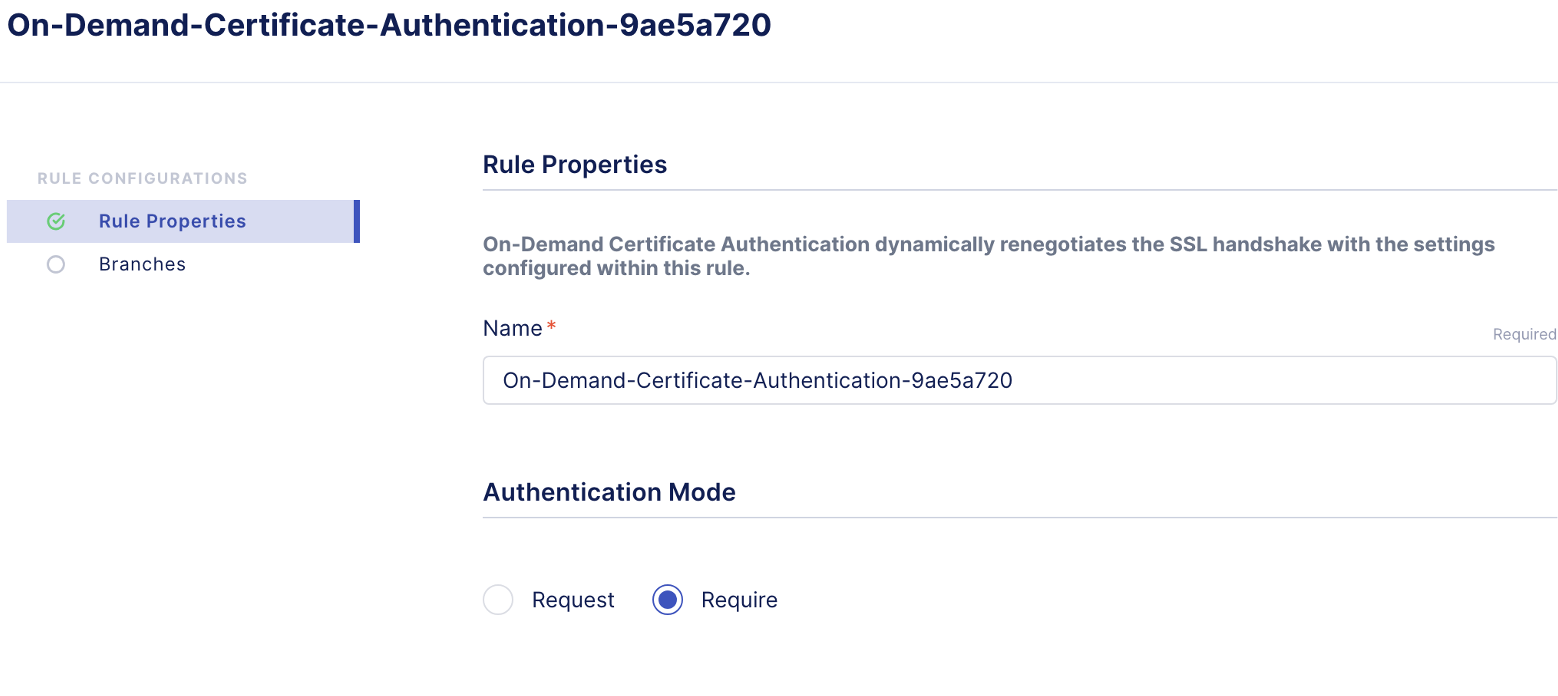 On-Demand-Certificate-Authentication-9ae5a720
RULE CONFIGURATIONS
Rule Properties
Branches
Rule Properties
On-Demand Certificate Authentication dynamically renegotiates the SSL handshake with the settings
configured within this rule.
Name*
Required
On-Demand-Certificate-Authentication-9ae5a720
Authentication Mode
Request
Require